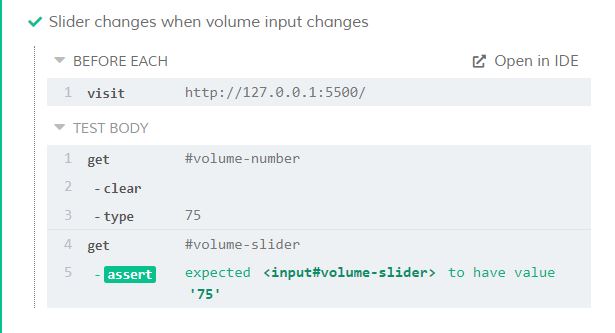 Slider changes when volume input changes
BEFORE EACH Open in IDE
1 visit http://127.0.0.1:5500/
TEST BODY
1 get #volume-number
2 -clear
3 -type 75
4 get #volume-slider
5 -assert expected <input#volume-slider> to have value
'75'